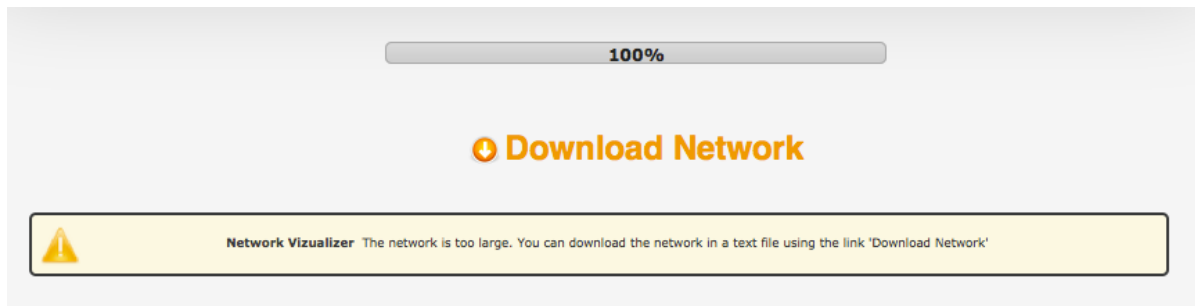 100%
Download Network
Network Vizualizer The network is too large. You can download the network in a text file using the link 'Download Network'